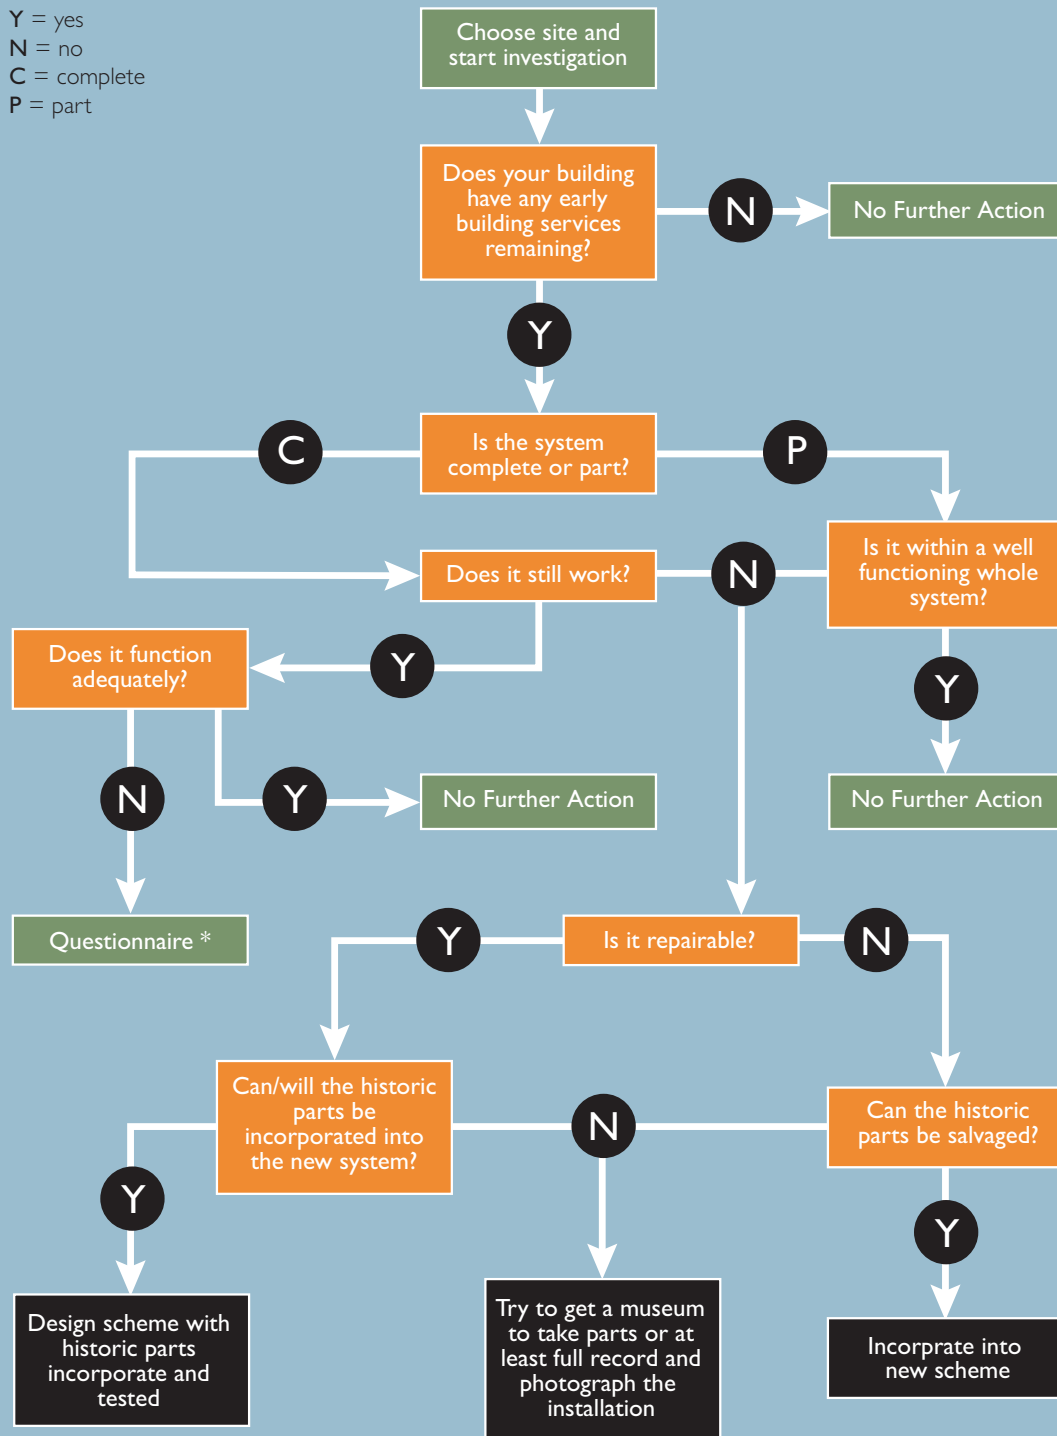 Y = yes
N = no
C = complete
P = part
Choose site and
start investigation
Does your building
have any early
building services
remaining?
N
No Further Action
Y
Is the system
complete or part?
C
P
Does it still work?
N
Is it within a well
functioning whole
system?
Does it function
adequately?
Y
Y
N
Y
No Further Action
No Further Action
Questionnaire *
Y
Is it repairable?
N
Can/will the historic
parts be
incorporated into
the new system?
N
Can the historic
parts be salvaged?
Y
Y
Design scheme with
historic parts
incorporate and
tested
Try to get a museum
to take parts or at
least full record and
photograph the
installation
Incorprate into
new scheme